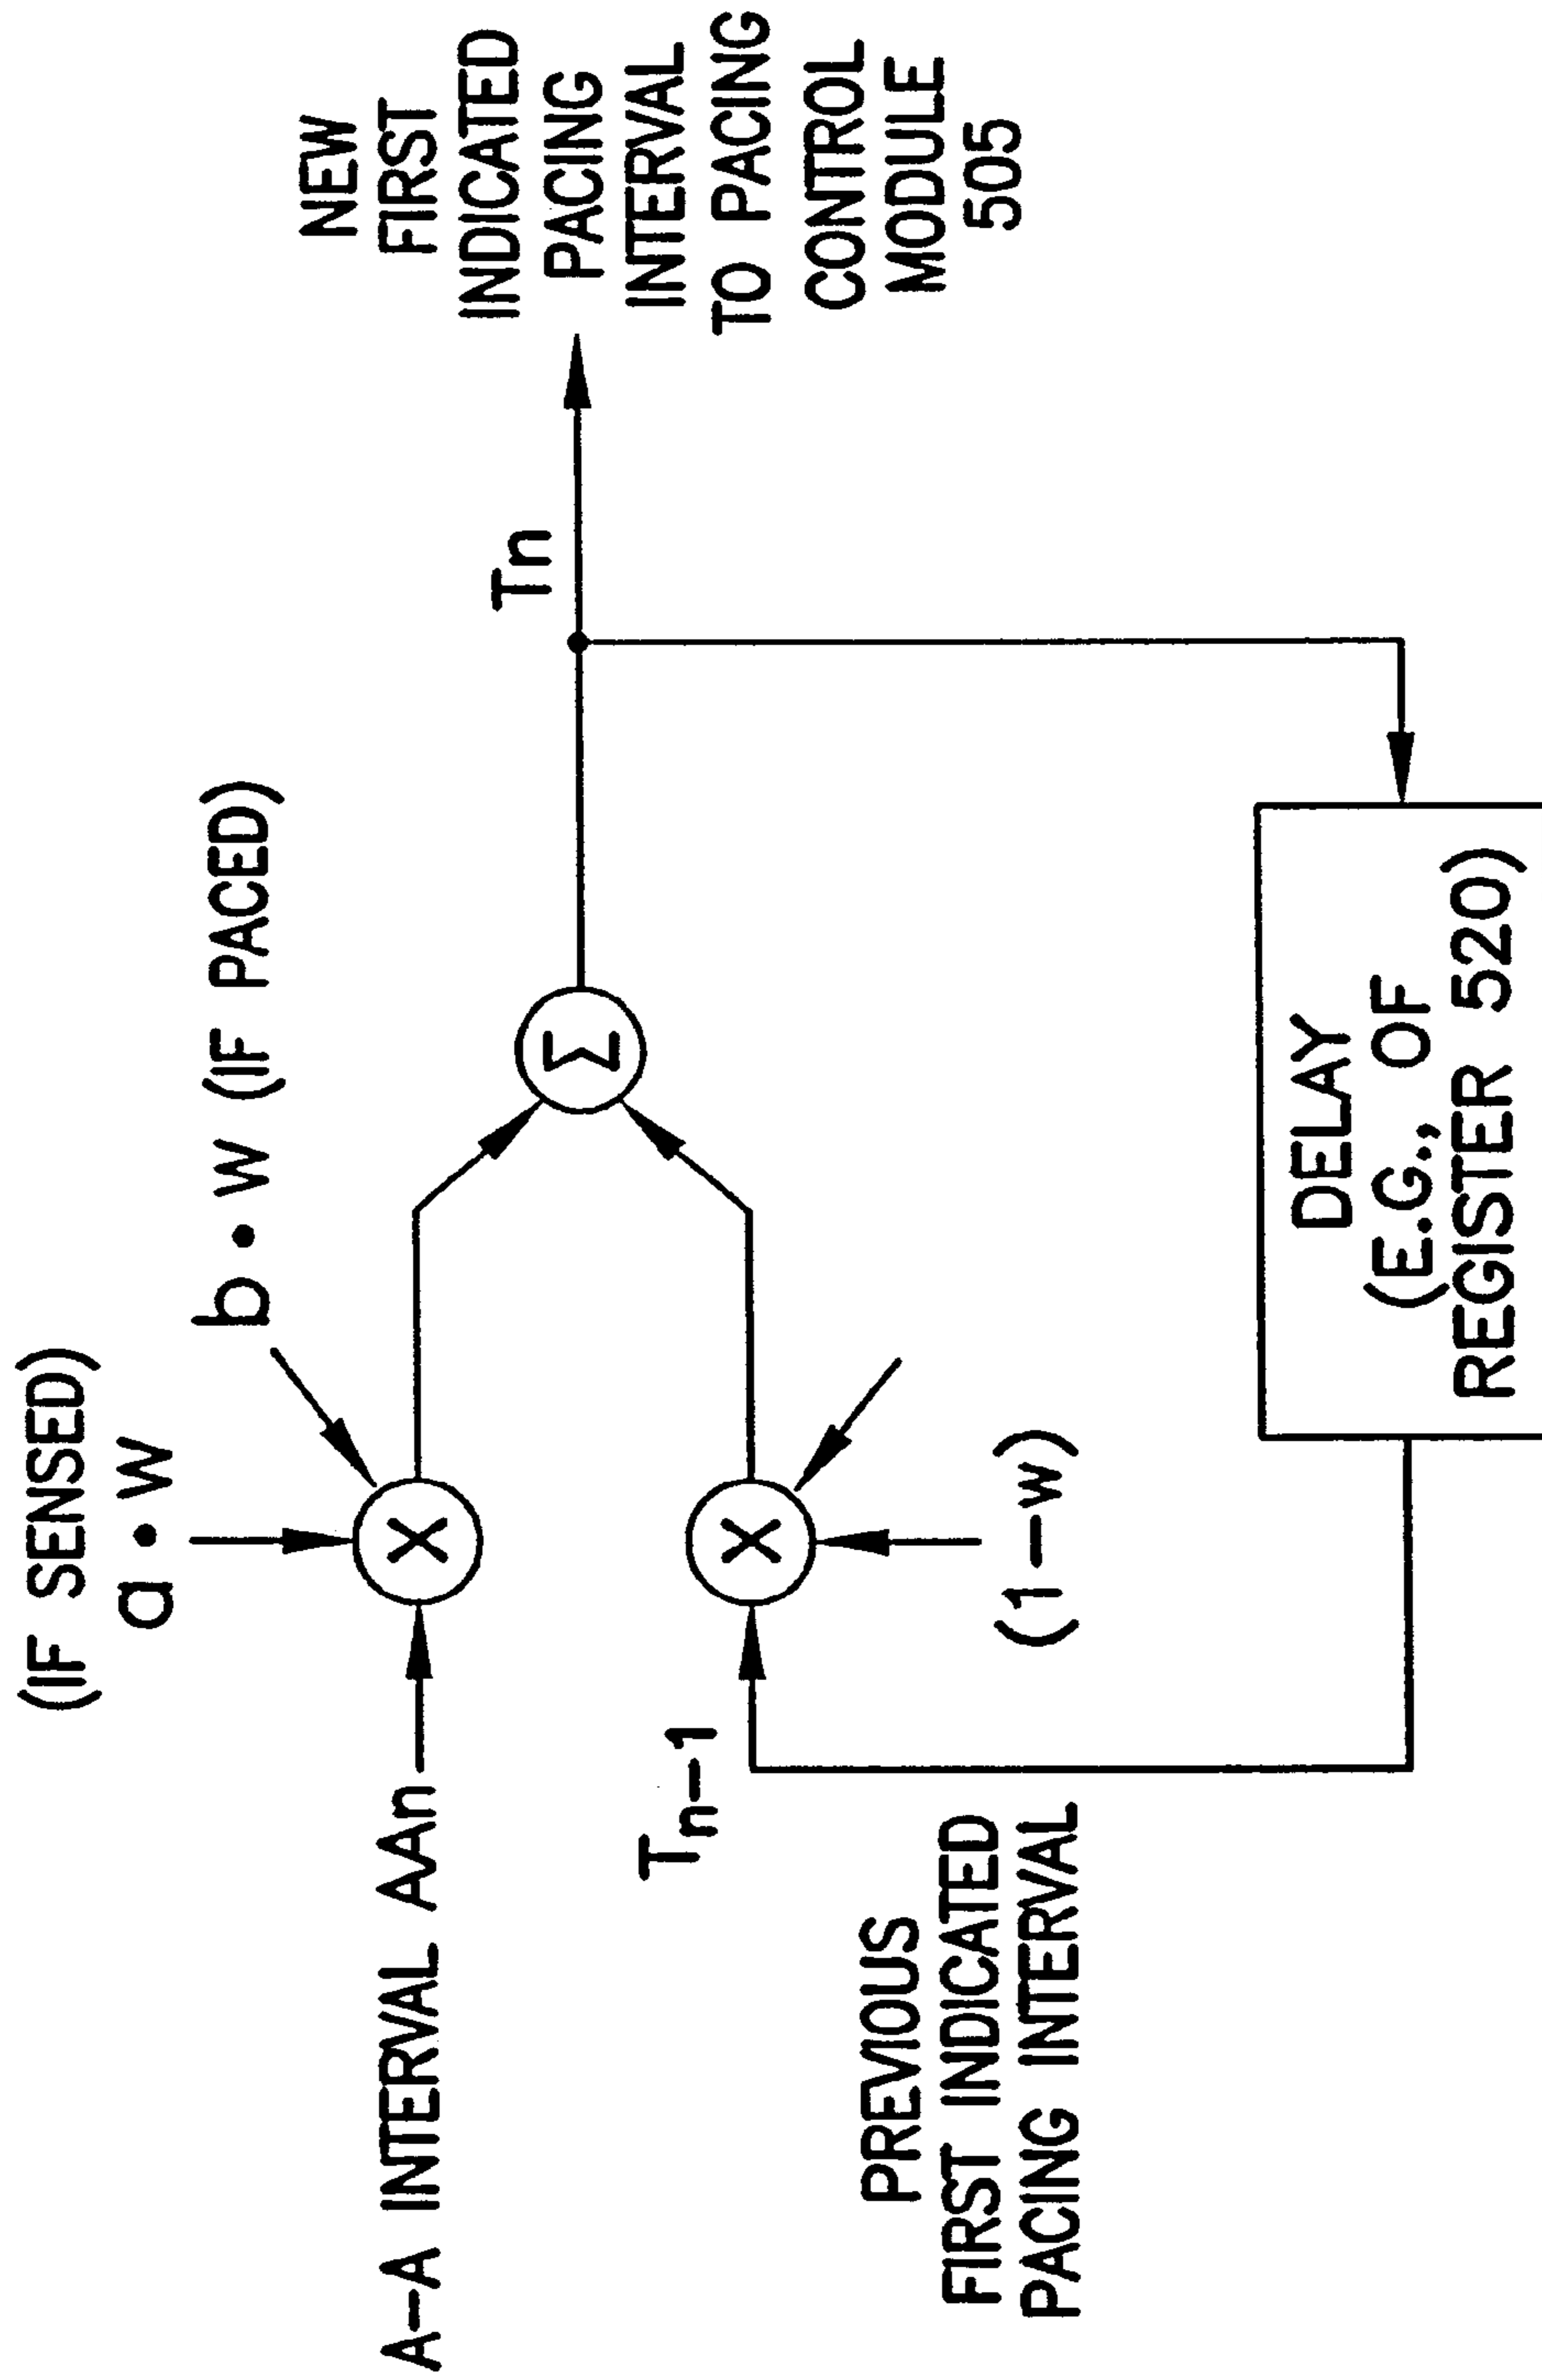 (IF SENSED)
a•w
b•w (IF PACED)
A-A INTERVAL AAn
X
Σ
Tn
NEW
FIRST
INDICATED
PACING
INTERVAL
TO PACING
CONTROL
MODULE
505
Tn-1
X
(1-w)
PREVIOUS
FIRST INDICATED
PACING INTERVAL
DELAY
(E.G., OF
REGISTER 520)